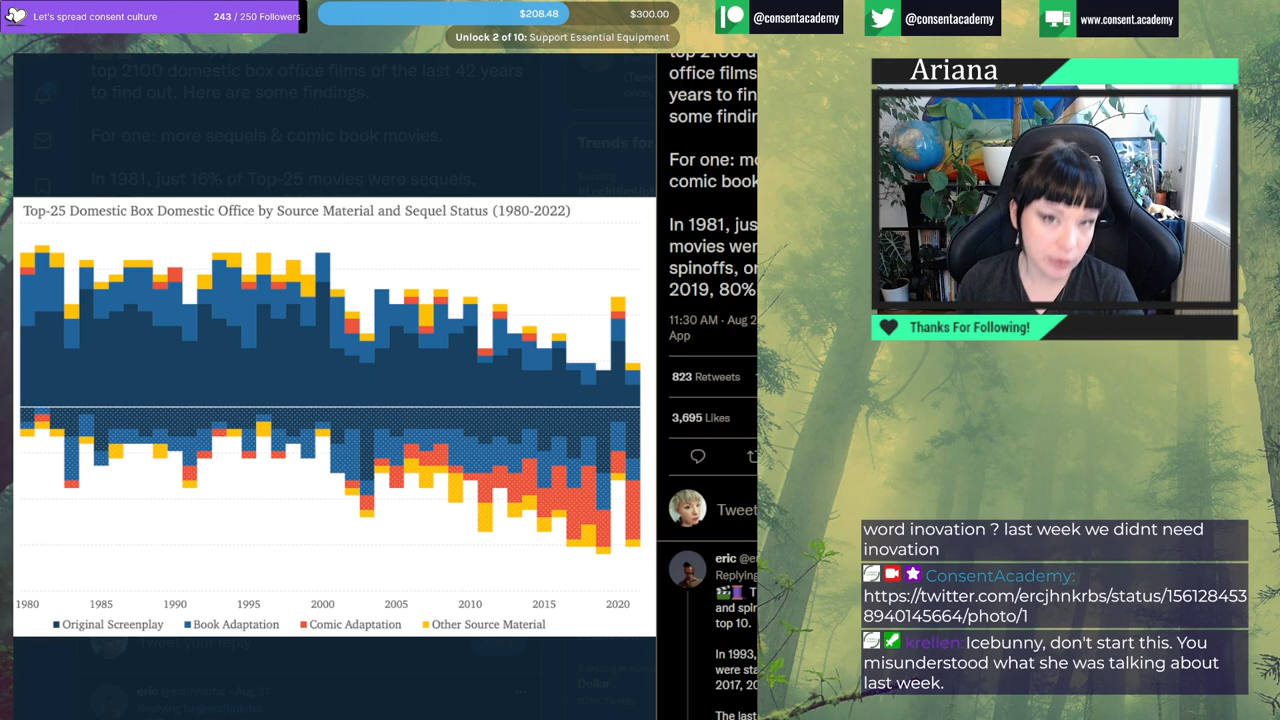 Let's spread consent culture
243 / 250 Followers
$208.48
$300.00
Unlock 2 of 10: Support Essential Equipment
@consentacademy
@consentacademy
www.consent.academy
top 2100 domestic box office films of the last 42 years
to find out. Here are some findings.
For one: more sequels & comic book movies.
In 1981, just 16% of Top-25 movies were sequels,
Trends for
office films
years to fin
some findin
For one: mo
comic book
In 1981, jus
movies wer
spinoffs, or
2019, 80%
11:30 AM · Aug 2
App
823 Retweets
3,695 Likes
Tweet
eric @e
Replying
and spin
top 10.
In 1993,
were sta
2017, 20
The last
Top-25 Domestic Box Domestic Office by Source Material and Sequel Status (1980-2022)
1980 1985 1990 1995 2000 2005 2010 2015 2020
Original Screenplay Book Adaptation Comic Adaptation Other Source Material
Tweet your reply
Dollar
Ariana
Thanks For Following!
word inovation ? last week we didnt need
inovation
ConsentAcademy:
https://twitter.com/ercjhnkrbs/status/156128453
8940145664/photo/1
krellen: Icebunny, don't start this. You
misunderstood what she was talking about
last week.